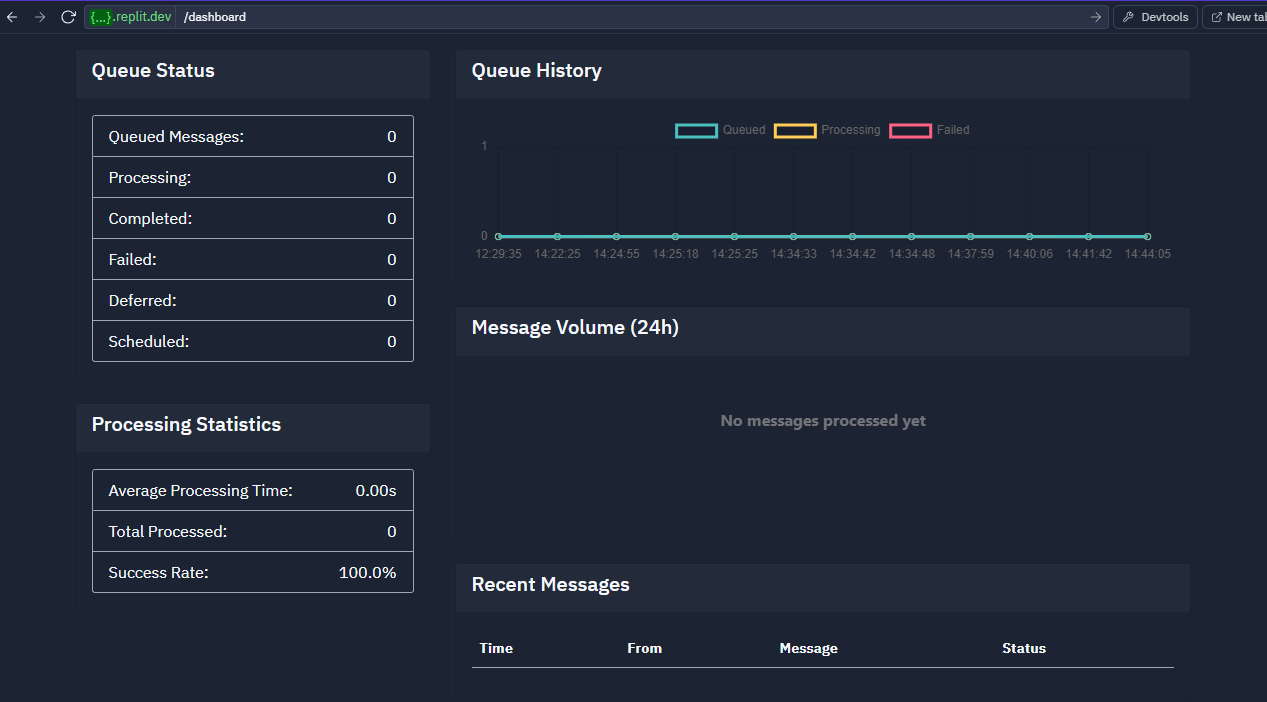 {...}.replit.dev /dashboard Devtools
New tab
Queue Status
Queued Messages: 0
Processing: 0
Completed: 0
Failed: 0
Deferred: 0
Scheduled: 0
Processing Statistics
Average Processing Time: 0.00s
Total Processed: 0
Success Rate: 100.0%
Queue History
Queued Processing Failed
1
0
12:29:35 14:22:25 14:24:55 14:25:18 14:25:25 14:34:33 14:34:42 14:34:48 14:37:59 14:40:06 14:41:42 14:44:05
Message Volume (24h)
No messages processed yet
Recent Messages
Time From Message Status